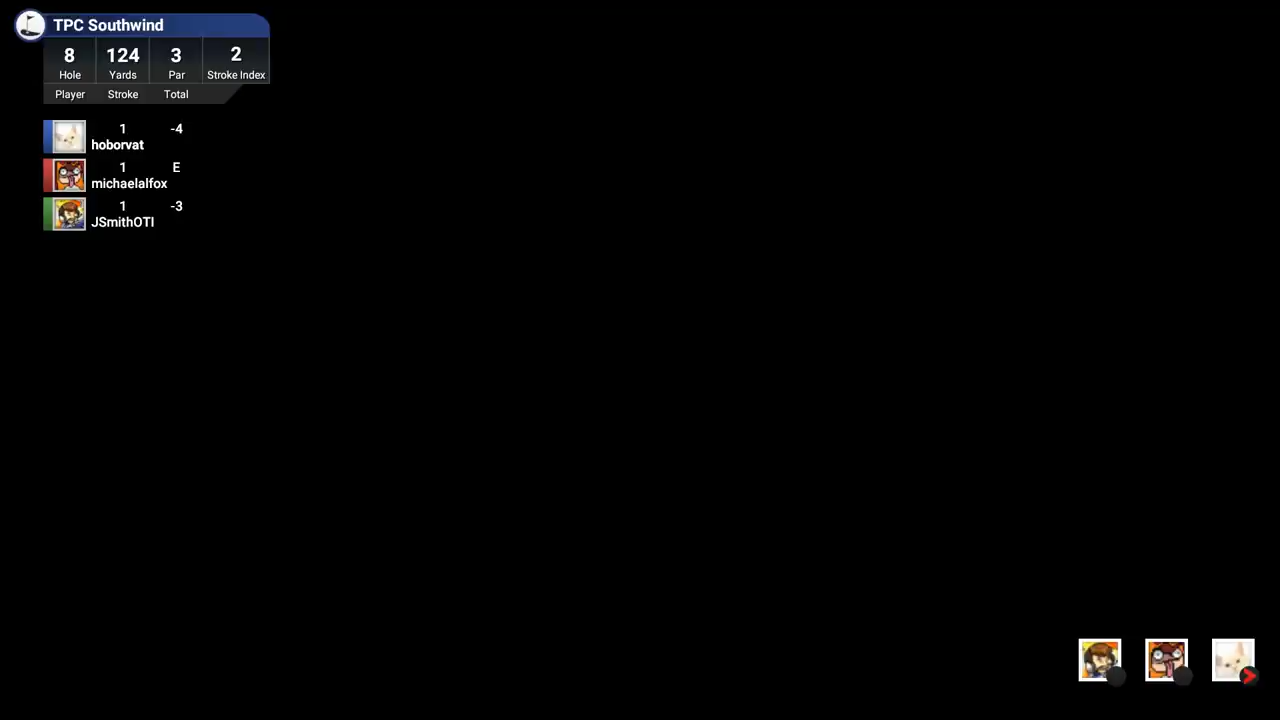 TPC Southwind
8 124 3 2
Hole Yards Par Stroke Index
Player Stroke Total
1 -4
hoborvat
1 E
michaelalfox
1 -3
JSmithOTI